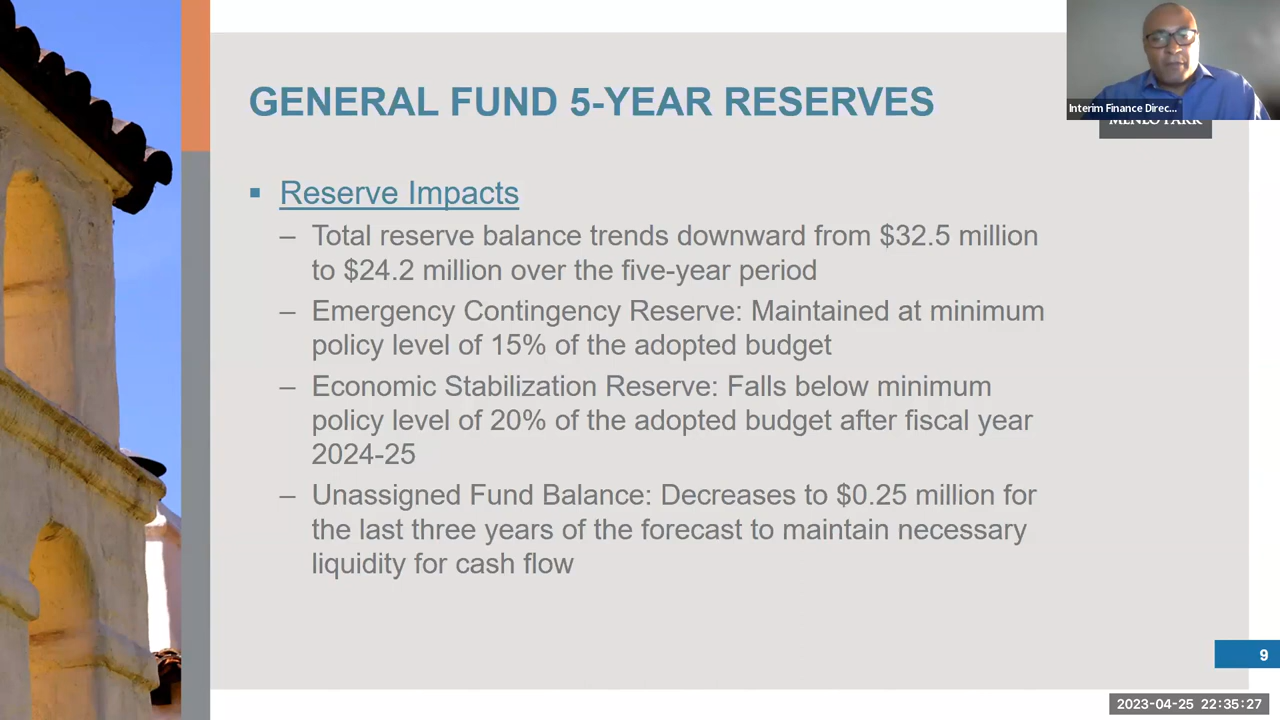 Interim Finance Direc...
MENLO PARK
GENERAL FUND 5-YEAR RESERVES
▪ Reserve Impacts
– Total reserve balance trends downward from $32.5 million
to $24.2 million over the five-year period
– Emergency Contingency Reserve: Maintained at minimum
policy level of 15% of the adopted budget
– Economic Stabilization Reserve: Falls below minimum
policy level of 20% of the adopted budget after fiscal year
2024-25
– Unassigned Fund Balance: Decreases to $0.25 million for
the last three years of the forecast to maintain necessary
liquidity for cash flow
9
2023-04-25 22:35:27